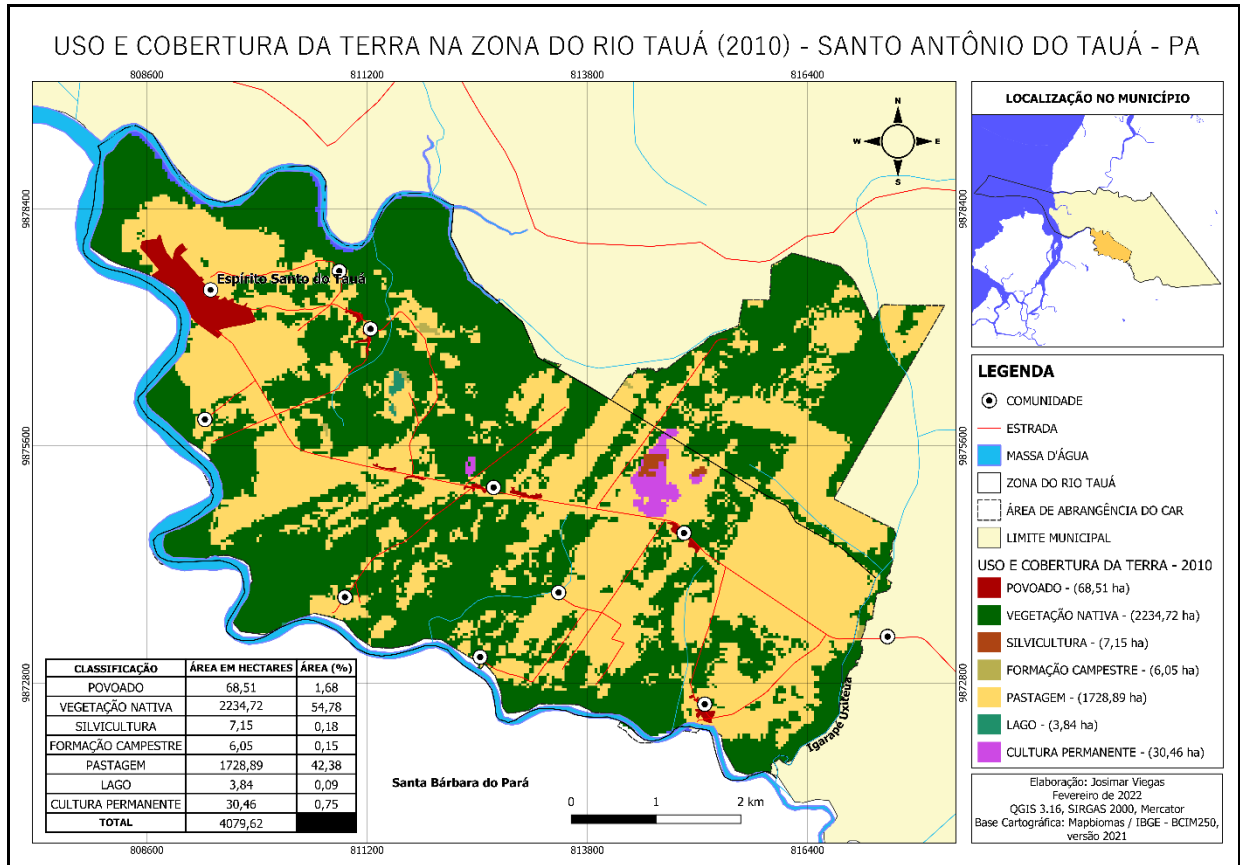 USO E COBERTURA DA TERRA NA ZONA DO RIO TAUÁ (2010) - SANTO ANTÔNIO DO TAUÁ - PA
808600 811200 813800 816400
N
W E
S
9878400 9878400
Espírito Santo do Tauá
9875600 9875600
9872800 9872800
Igarapé Uxiteua
Santa Bárbara do Pará
0 1 2 km
808600 811200 813800 816400
CLASSIFICAÇÃO ÁREA EM HECTARES ÁREA (%)
POVOADO 68,51 1,68
VEGETAÇÃO NATIVA 2234,72 54,78
SILVICULTURA 7,15 0,18
FORMAÇÃO CAMPESTRE 6,05 0,15
PASTAGEM 1728,89 42,38
LAGO 3,84 0,09
CULTURA PERMANENTE 30,46 0,75
TOTAL 4079,62
LOCALIZAÇÃO NO MUNICÍPIO
LEGENDA
COMUNIDADE
ESTRADA
MASSA D'ÁGUA
ZONA DO RIO TAUÁ
ÁREA DE ABRANGÊNCIA DO CAR
LIMITE MUNICIPAL
USO E COBERTURA DA TERRA - 2010
POVOADO - (68,51 ha)
VEGETAÇÃO NATIVA - (2234,72 ha)
SILVICULTURA - (7,15 ha)
FORMAÇÃO CAMPESTRE - (6,05 ha)
PASTAGEM - (1728,89 ha)
LAGO - (3,84 ha)
CULTURA PERMANENTE - (30,46 ha)
Elaboração: Josimar Viegas
Fevereiro de 2022
QGIS 3.16, SIRGAS 2000, Mercator
Base Cartográfica: Mapbiomas / IBGE - BCIM250,
versão 2021